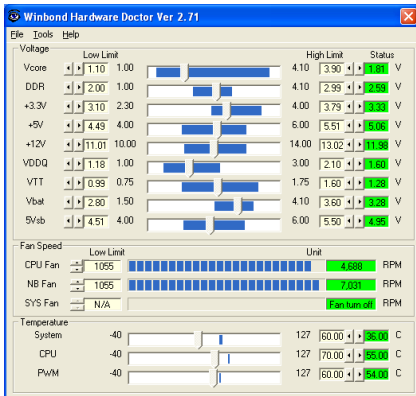 Winbond Hardware Doctor Ver 2.71
File Tools Help
Voltage
Low Limit High Limit Status
Vcore 1.10 1.00 4.10 3.90 1.81 V
DDR 2.00 1.00 4.10 2.99 2.59 V
+3.3V 3.10 2.30 4.00 3.79 3.33 V
+5V 4.49 4.00 6.00 5.51 5.06 V
+12V 11.01 10.00 14.00 13.02 11.98 V
VDDQ 1.18 1.00 3.00 2.10 1.60 V
VTT 0.99 0.75 1.75 1.60 1.28 V
Vbat 2.80 1.50 4.10 3.60 3.28 V
5Vsb 4.51 4.00 6.00 5.50 4.95 V
Fan Speed
Low Limit Unit
CPU Fan 1055 4,688 RPM
NB Fan 1055 7,031 RPM
SYS Fan N/A Fan turn off RPM
Temperature
System -40 127 60.00 36.00 C
CPU -40 127 70.00 55.00 C
PWM -40 127 60.00 54.00 C